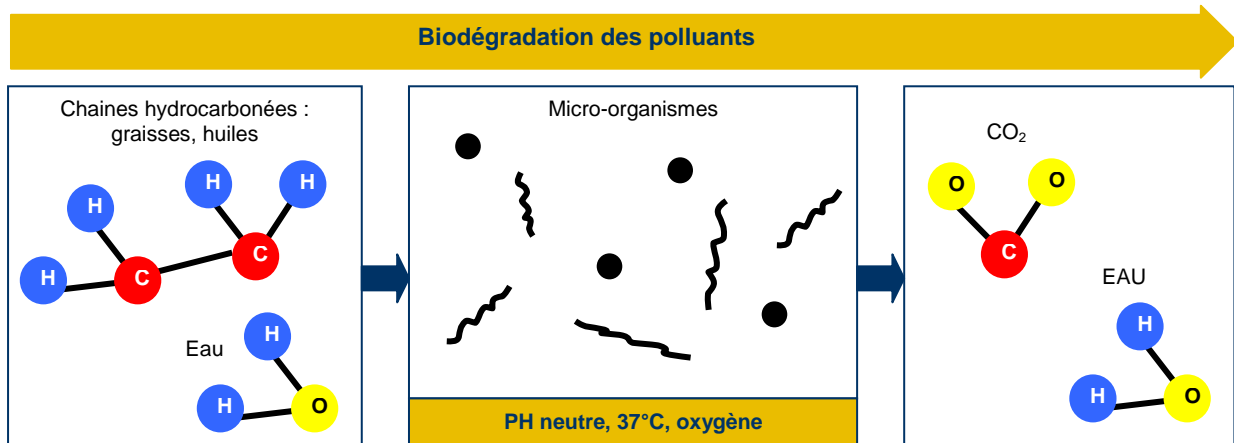 Biodégradation des polluants
Chaines hydrocarbonées :
graisses, huiles
H
H
H
H
C
C
Eau
H
H
O
Micro-organismes
PH neutre, 37°C, oxygène
CO₂
O
O
C
EAU
H
H
O